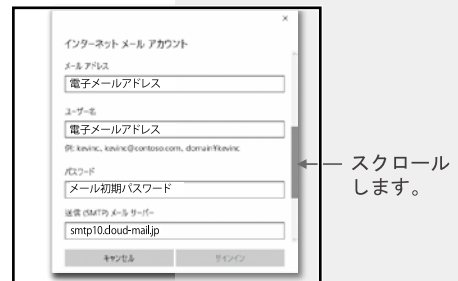 ×
インターネット メール アカウント
メール アドレス
電子メールアドレス
ユーザー名
電子メールアドレス
例: kevinc、kevinc@contoso.com、domain¥kevinc
パスワード
メール初期パスワード
送信 (SMTP) メール サーバー
smtp10.cloud-mail.jp
キャンセル
サインイン
スクロール
します。